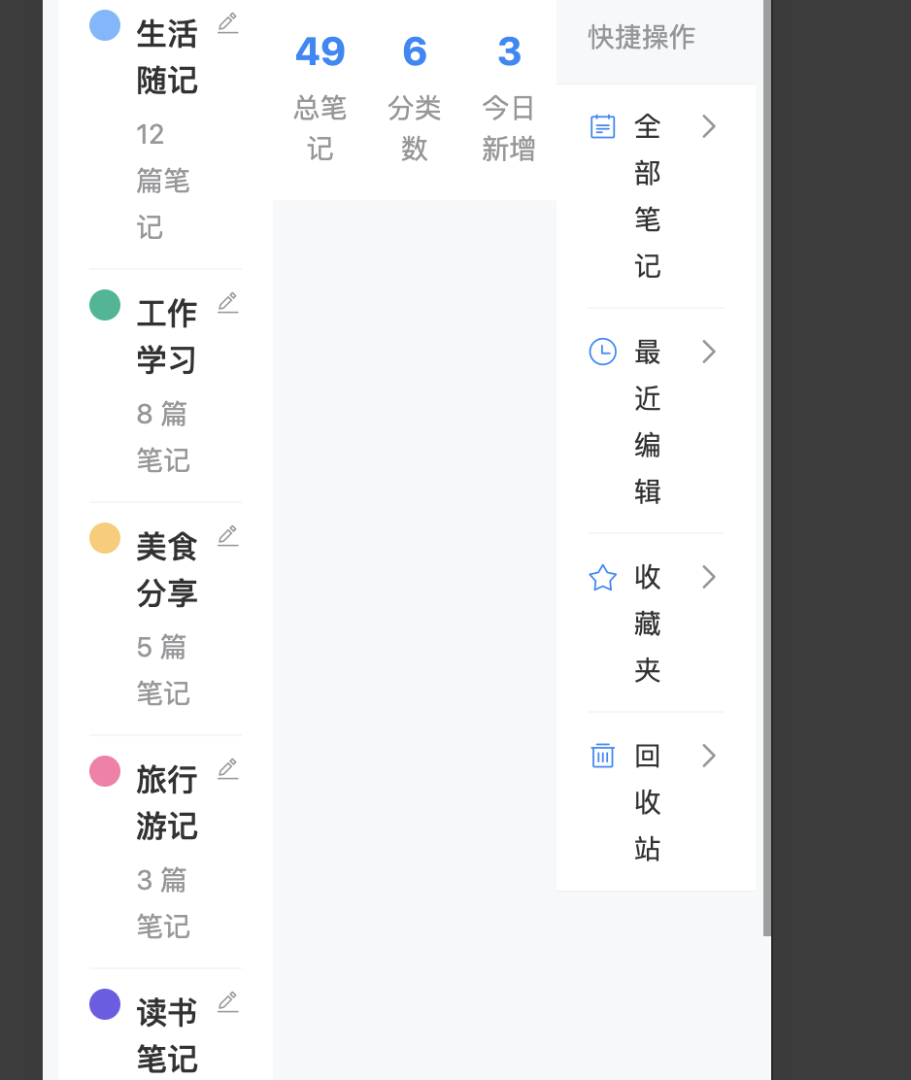 生活
随记
12
篇笔
记
工作
学习
8 篇
笔记
美食
分享
5 篇
笔记
旅行
游记
3 篇
笔记
读书
笔记
49
总笔
记
6
分类
数
3
今日
新增
快捷操作
全
部
笔
记
最
近
编
辑
收
藏
夹
回
收
站